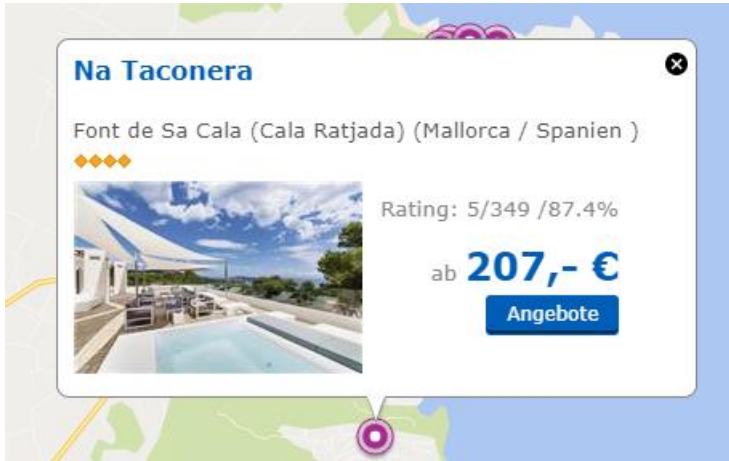 Na Taconera
Font de Sa Cala (Cala Ratjada) (Mallorca / Spanien )
Rating: 5/349 /87.4%
ab 207,- €
Angebote